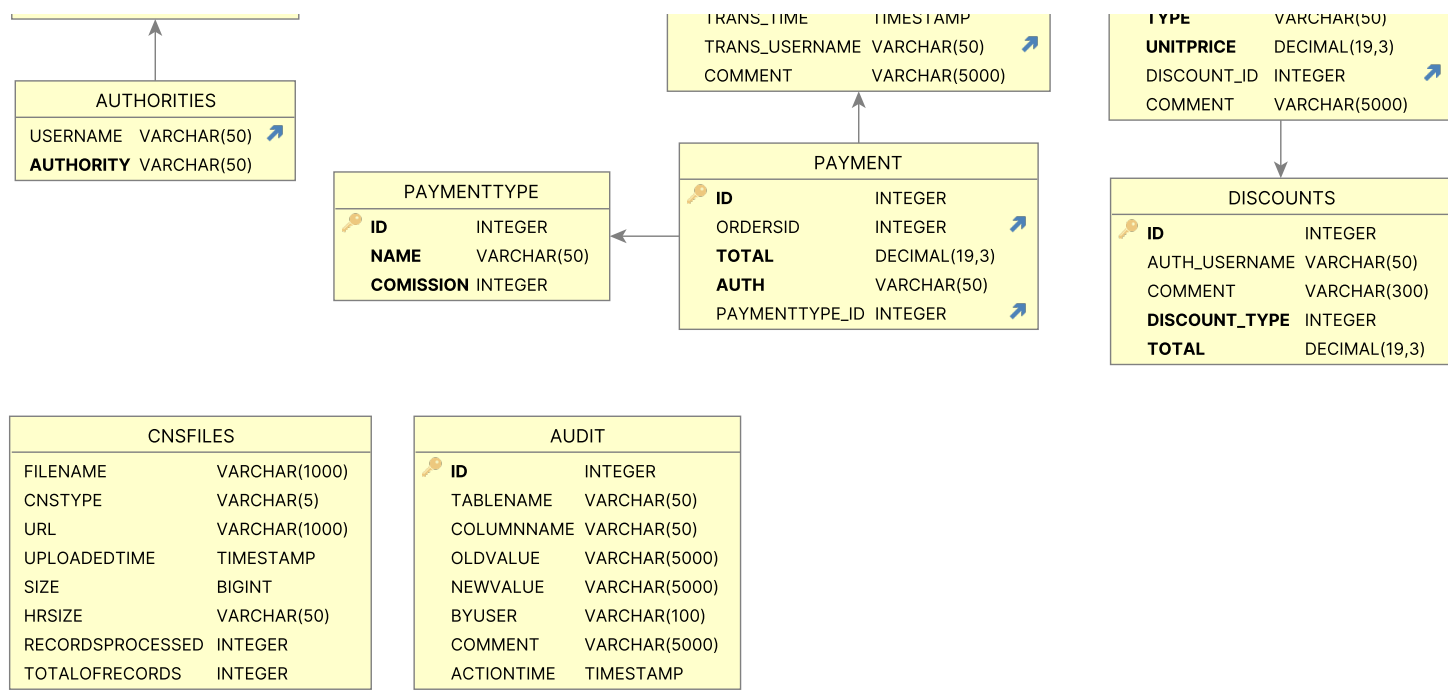 TRANS_TIME TIMESTAMP
TRANS_USERNAME VARCHAR(50)
COMMENT VARCHAR(5000)
TYPE VARCHAR(50)
UNITPRICE DECIMAL(19,3)
DISCOUNT_ID INTEGER
COMMENT VARCHAR(5000)
AUTHORITIES
USERNAME VARCHAR(50)
AUTHORITY VARCHAR(50)
PAYMENTTYPE
ID INTEGER
NAME VARCHAR(50)
COMISSION INTEGER
PAYMENT
ID INTEGER
ORDERSID INTEGER
TOTAL DECIMAL(19,3)
AUTH VARCHAR(50)
PAYMENTTYPE_ID INTEGER
DISCOUNTS
ID INTEGER
AUTH_USERNAME VARCHAR(50)
COMMENT VARCHAR(300)
DISCOUNT_TYPE INTEGER
TOTAL DECIMAL(19,3)
CNSFILES
FILENAME VARCHAR(1000)
CNSTYPE VARCHAR(5)
URL VARCHAR(1000)
UPLOADEDTIME TIMESTAMP
SIZE BIGINT
HRSIZE VARCHAR(50)
RECORDSPROCESSED INTEGER
TOTALOFRECORDS INTEGER
AUDIT
ID INTEGER
TABLENAME VARCHAR(50)
COLUMNNAME VARCHAR(50)
OLDVALUE VARCHAR(5000)
NEWVALUE VARCHAR(5000)
BYUSER VARCHAR(100)
COMMENT VARCHAR(5000)
ACTIONTIME TIMESTAMP